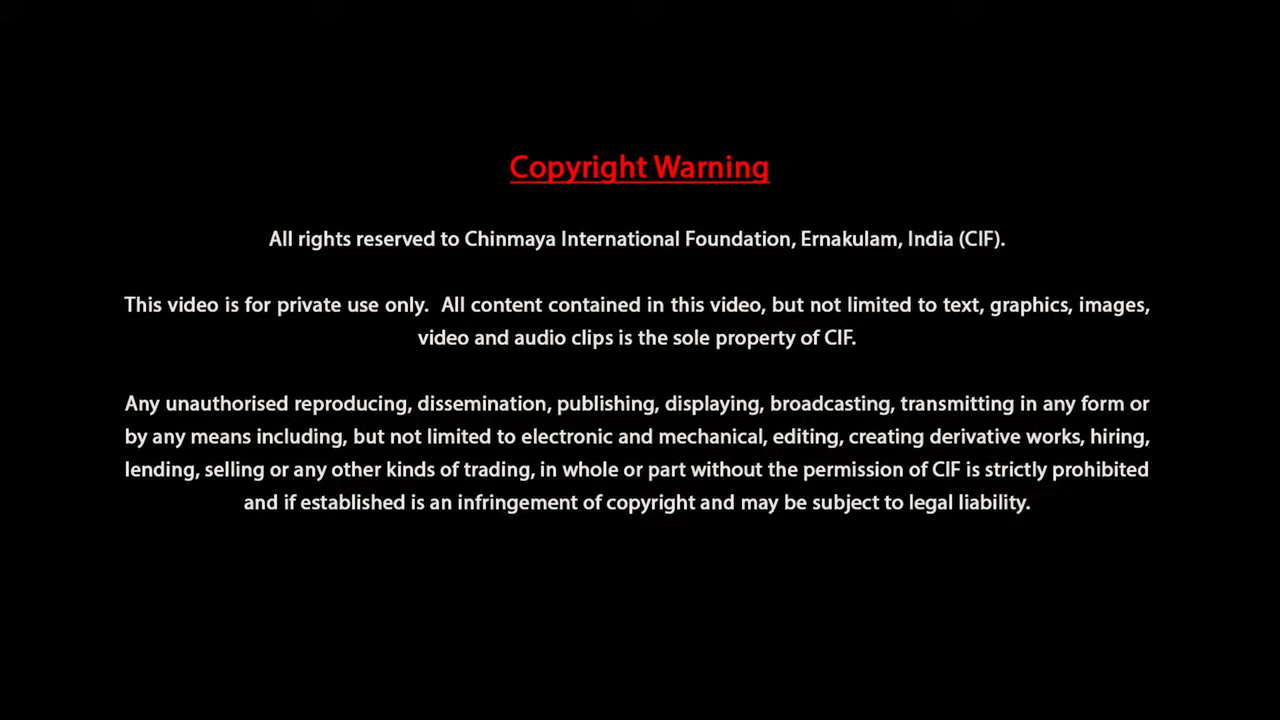 Copyright Warning
All rights reserved to Chinmaya International Foundation, Ernakulam, India (CIF).
This video is for private use only.  All content contained in this video, but not limited to text, graphics, images,
video and audio clips is the sole property of CIF.
Any unauthorised reproducing, dissemination, publishing, displaying, broadcasting, transmitting in any form or
by any means including, but not limited to electronic and mechanical, editing, creating derivative works, hiring,
lending, selling or any other kinds of trading, in whole or part without the permission of CIF is strictly prohibited
and if established is an infringement of copyright and may be subject to legal liability.